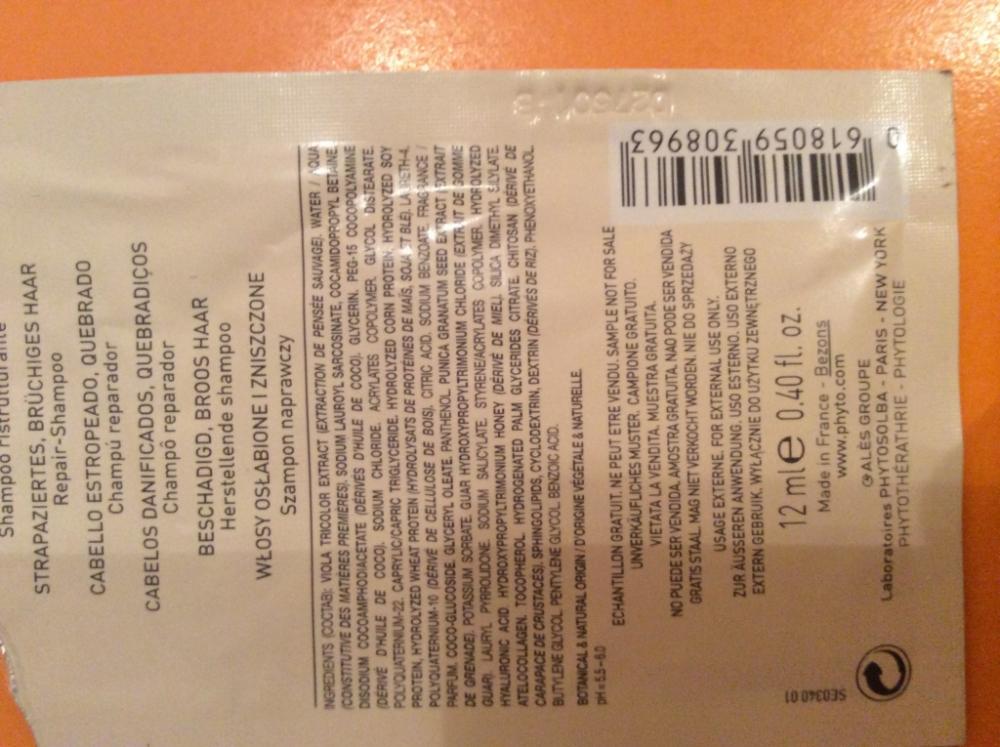 Shampoo ristrutturante
STRAPAZIERTES, BRÜCHIGES HAAR
Repair-Shampoo
CABELLO ESTROPEADO, QUEBRADO
Champú reparador
CABELOS DANIFICADOS, QUEBRADIÇOS
Champô reparador
BESCHADIGD, BROOS HAAR
Herstellende shampoo
WŁOSY OSŁABIONE I ZNISZCZONE
Szampon naprawczy
INGREDIENTS (COCTAB): VIOLA TRICOLOR EXTRACT (EXTRACTION DE PENSÉE SAUVAGE). WATER / AQUA
(CONSTITUTIVE DES MATIÈRES PREMIÈRES). SODIUM LAUROYL SARCOSINATE, COCAMIDOPROPYL BETAINE,
DISODIUM COCOAMPHODIACETATE (DÉRIVÉS D'HUILE DE COCO). GLYCERIN. PEG-15 COCOPOLYAMINE
(DÉRIVÉ D'HUILE DE COCO). SODIUM CHLORIDE. ACRYLATES COPOLYMER. GLYCOL DISTEARATE.
POLYQUATERNIUM-22. CAPRYLIC/CAPRIC TRIGLYCERIDE. HYDROLYZED CORN PROTEIN, HYDROLYZED SOY
PROTEIN, HYDROLYZED WHEAT PROTEIN (HYDROLYSATS DE PROTÉINES DE MAÏS, SOJA ET BLÉ). LAURETH-4.
POLYQUATERNIUM-10 (DÉRIVÉ DE CELLULOSE DE BOIS). CITRIC ACID. SODIUM BENZOATE. FRAGRANCE /
PARFUM. COCO-GLUCOSIDE. GLYCERYL OLEATE. PANTHENOL. PUNICA GRANATUM SEED EXTRACT (EXTRAIT
DE GRENADE). POTASSIUM SORBATE. GUAR HYDROXYPROPYLTRIMONIUM CHLORIDE (EXTRAIT DE GOMME
GUAR). LAURYL PYRROLIDONE. SODIUM SALICYLATE. STYRENE/ACRYLATES COPOLYMER. HYDROLYZED
HYALURONIC ACID. HYDROXYPROPYLTRIMONIUM HONEY (DÉRIVÉ DE MIEL). SILICA DIMETHYL SILYLATE.
ATELOCOLLAGEN. TOCOPHEROL. HYDROGENATED PALM GLYCERIDES CITRATE. CHITOSAN (DÉRIVÉ DE
CARAPACE DE CRUSTACES). SPHINGOLIPIDS, CYCLODEXTRIN, DEXTRIN (DÉRIVÉS DE RIZ). PHENOXYETHANOL.
BUTYLENE GLYCOL. PENTYLENE GLYCOL. BENZOIC ACID.
BOTANICAL & NATURAL ORIGIN / D'ORIGINE VÉGÉTALE & NATURELLE
pH = 5.5-6.0
ECHANTILLON GRATUIT. NE PEUT ETRE VENDU. SAMPLE NOT FOR SALE
UNVERKÄUFLICHES MUSTER. CAMPIONE GRATUITO.
VIETATA LA VENDITA. MUESTRA GRATUITA.
NO PUEDE SER VENDIDA. AMOSTRA GRATUITA. NAO PODE SER VENDIDA
GRATIS STAAL. MAG NIET VERKOCHT WORDEN. NIE DO SPRZEDAŻY
USAGE EXTERNE. FOR EXTERNAL USE ONLY.
ZUR ÄUSSEREN ANWENDUNG. USO ESTERNO. USO EXTERNO
EXTERN GEBRUIK. WYŁĄCZNIE DO UŻYTKU ZEWNĘTRZNEGO
12 ml e 0.40 fl. oz.
Made in France - Bezons
www.phyto.com
@ALÈS GROUPE
Laboratoires PHYTOSOLBA - PARIS - NEW YORK
PHYTOTHÉRATHRIE - PHYTOLOGIE
SE0340 01
0 618059 308963